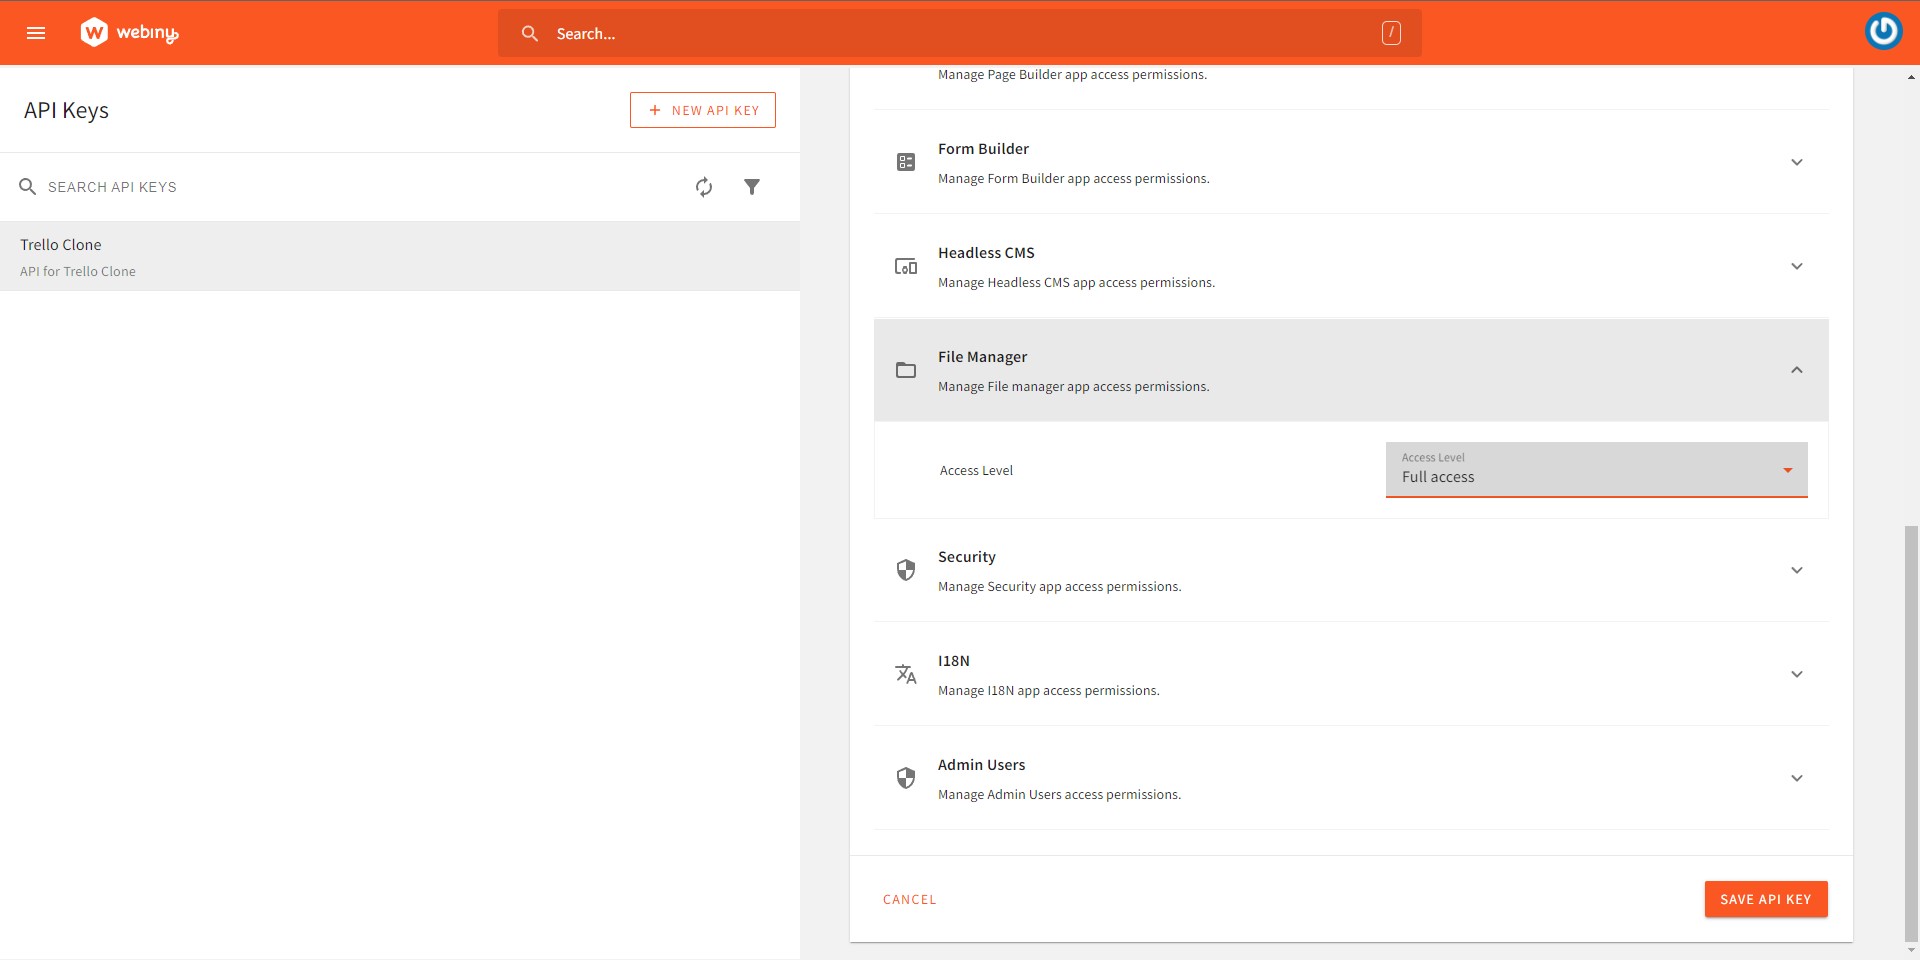 webiny
Search...
/
API Keys
+ NEW API KEY
SEARCH API KEYS
Trello Clone
API for Trello Clone
Manage Page Builder app access permissions.
Form Builder
Manage Form Builder app access permissions.
Headless CMS
Manage Headless CMS app access permissions.
File Manager
Manage File manager app access permissions.
Access Level
Access Level
Full access
Security
Manage Security app access permissions.
I18N
Manage I18N app access permissions.
Admin Users
Manage Admin Users access permissions.
CANCEL
SAVE API KEY